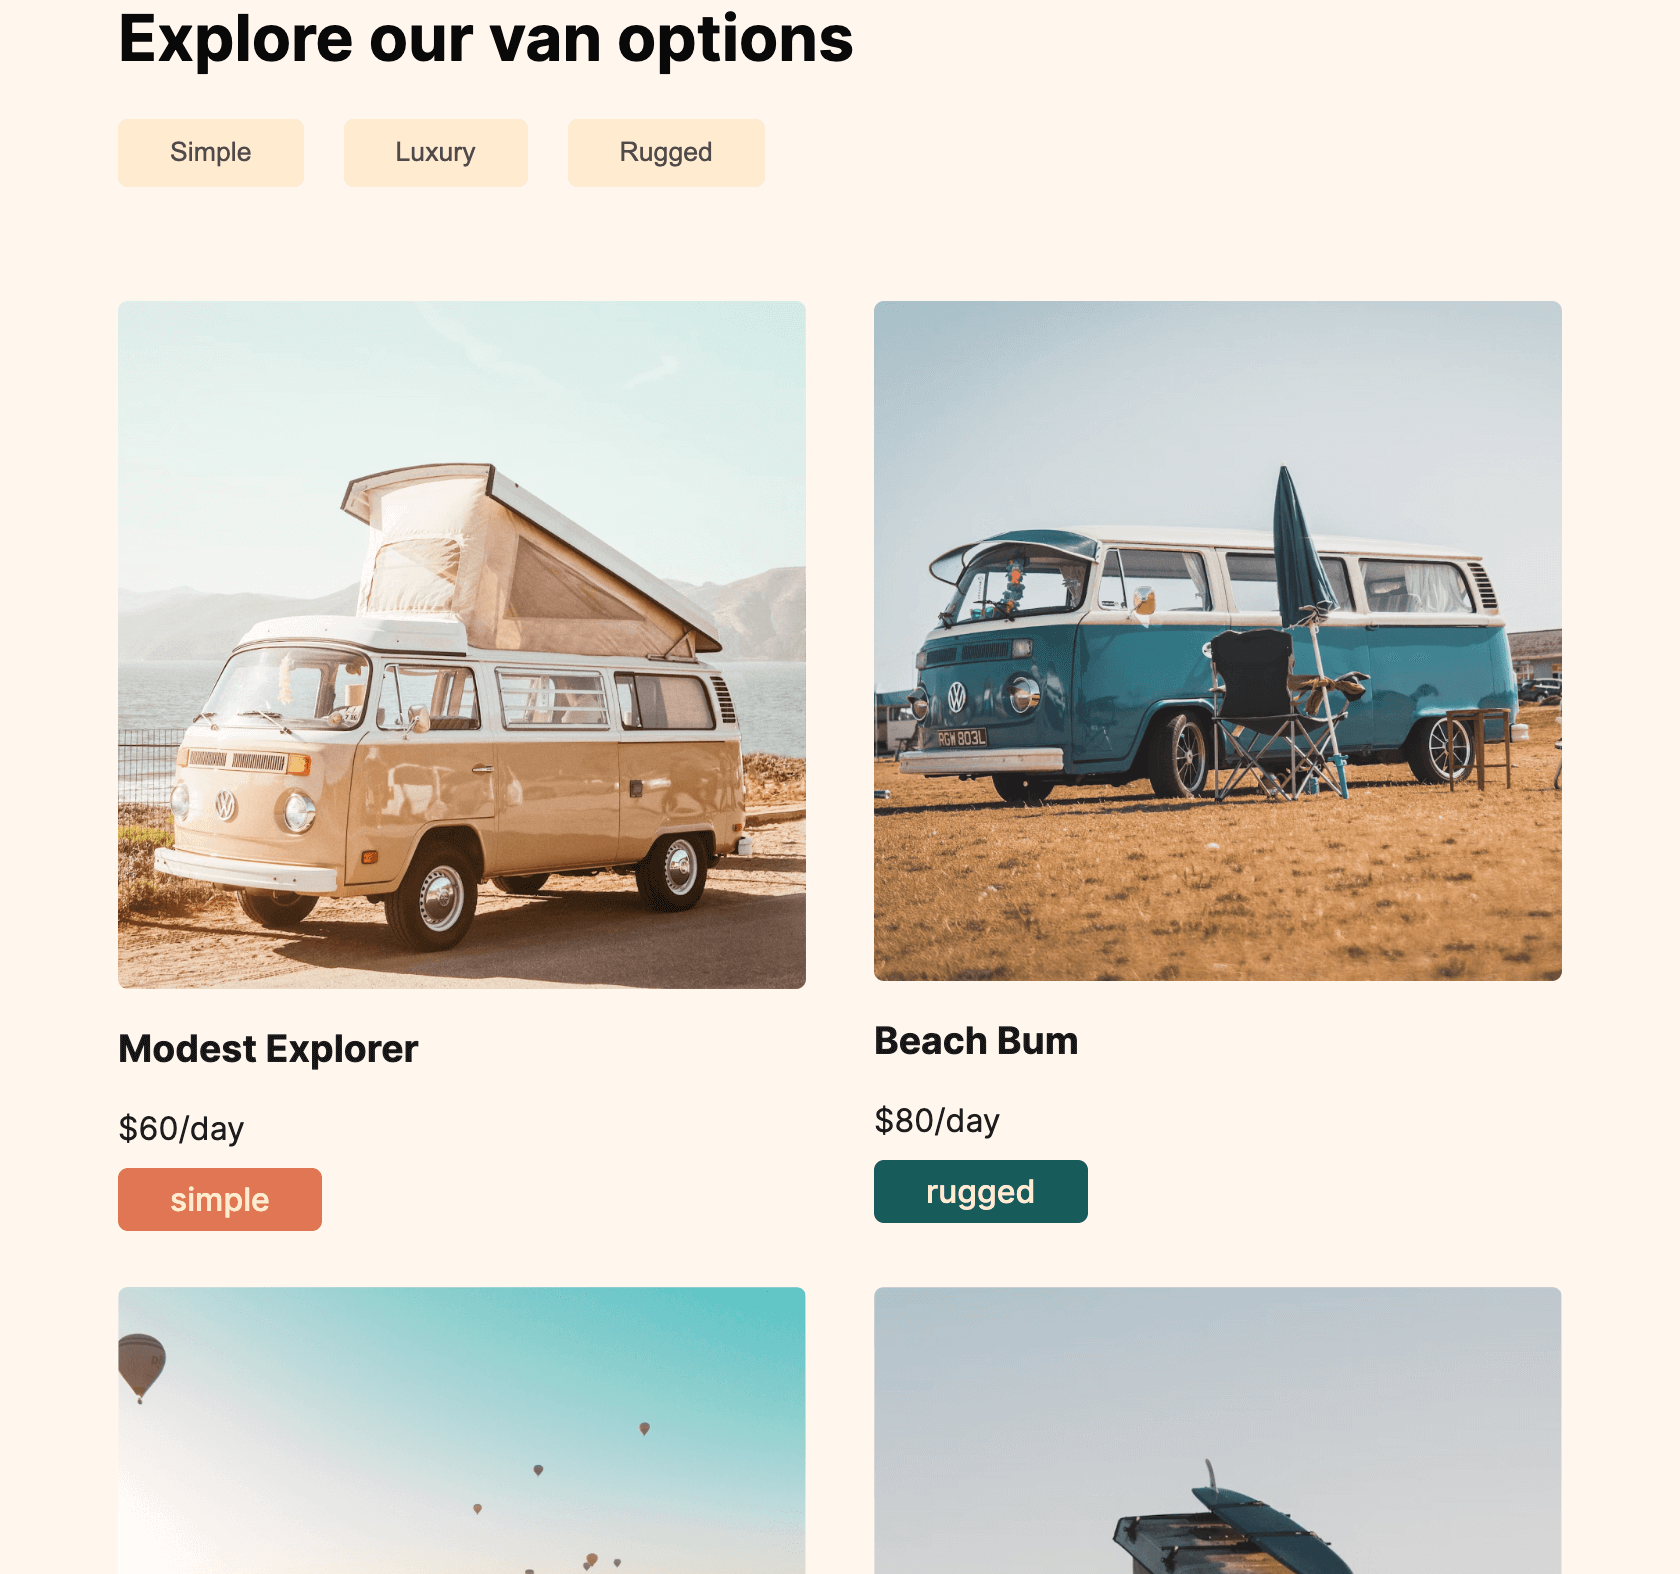 Explore our van options
Simple
Luxury
Rugged
RGW 803L
Modest Explorer
$60/day
simple
Beach Bum
$80/day
rugged